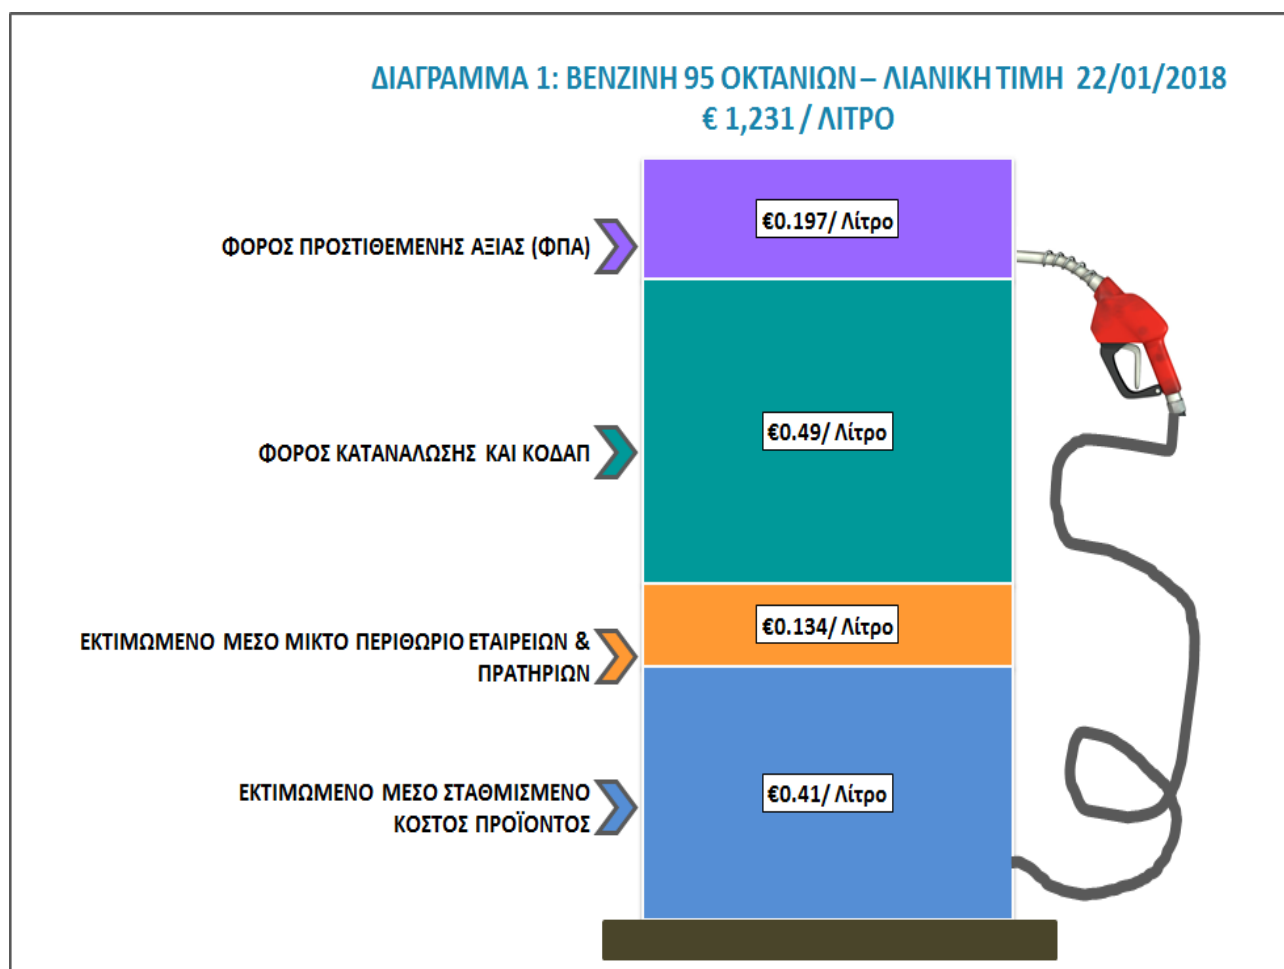 ΔΙΑΓΡΑΜΜΑ 1: ΒΕΝΖΙΝΗ 95 ΟΚΤΑΝΙΩΝ – ΛΙΑΝΙΚΗ ΤΙΜΗ 22/01/2018
€ 1,231 / ΛΙΤΡΟ
€0.197/ Λίτρο
ΦΟΡΟΣ ΠΡΟΣΤΙΘΕΜΕΝΗΣ ΑΞΙΑΣ (ΦΠΑ)
€0.49/ Λίτρο
ΦΟΡΟΣ ΚΑΤΑΝΑΛΩΣΗΣ ΚΑΙ ΚΟΔΑΠ
€0.134/ Λίτρο
ΕΚΤΙΜΩΜΕΝΟ ΜΕΣΟ ΜΙΚΤΟ ΠΕΡΙΘΩΡΙΟ ΕΤΑΙΡΕΙΩΝ &
ΠΡΑΤΗΡΙΩΝ
€0.41/ Λίτρο
ΕΚΤΙΜΩΜΕΝΟ ΜΕΣΟ ΣΤΑΘΜΙΣΜΕΝΟ
ΚΟΣΤΟΣ ΠΡΟΪΟΝΤΟΣ